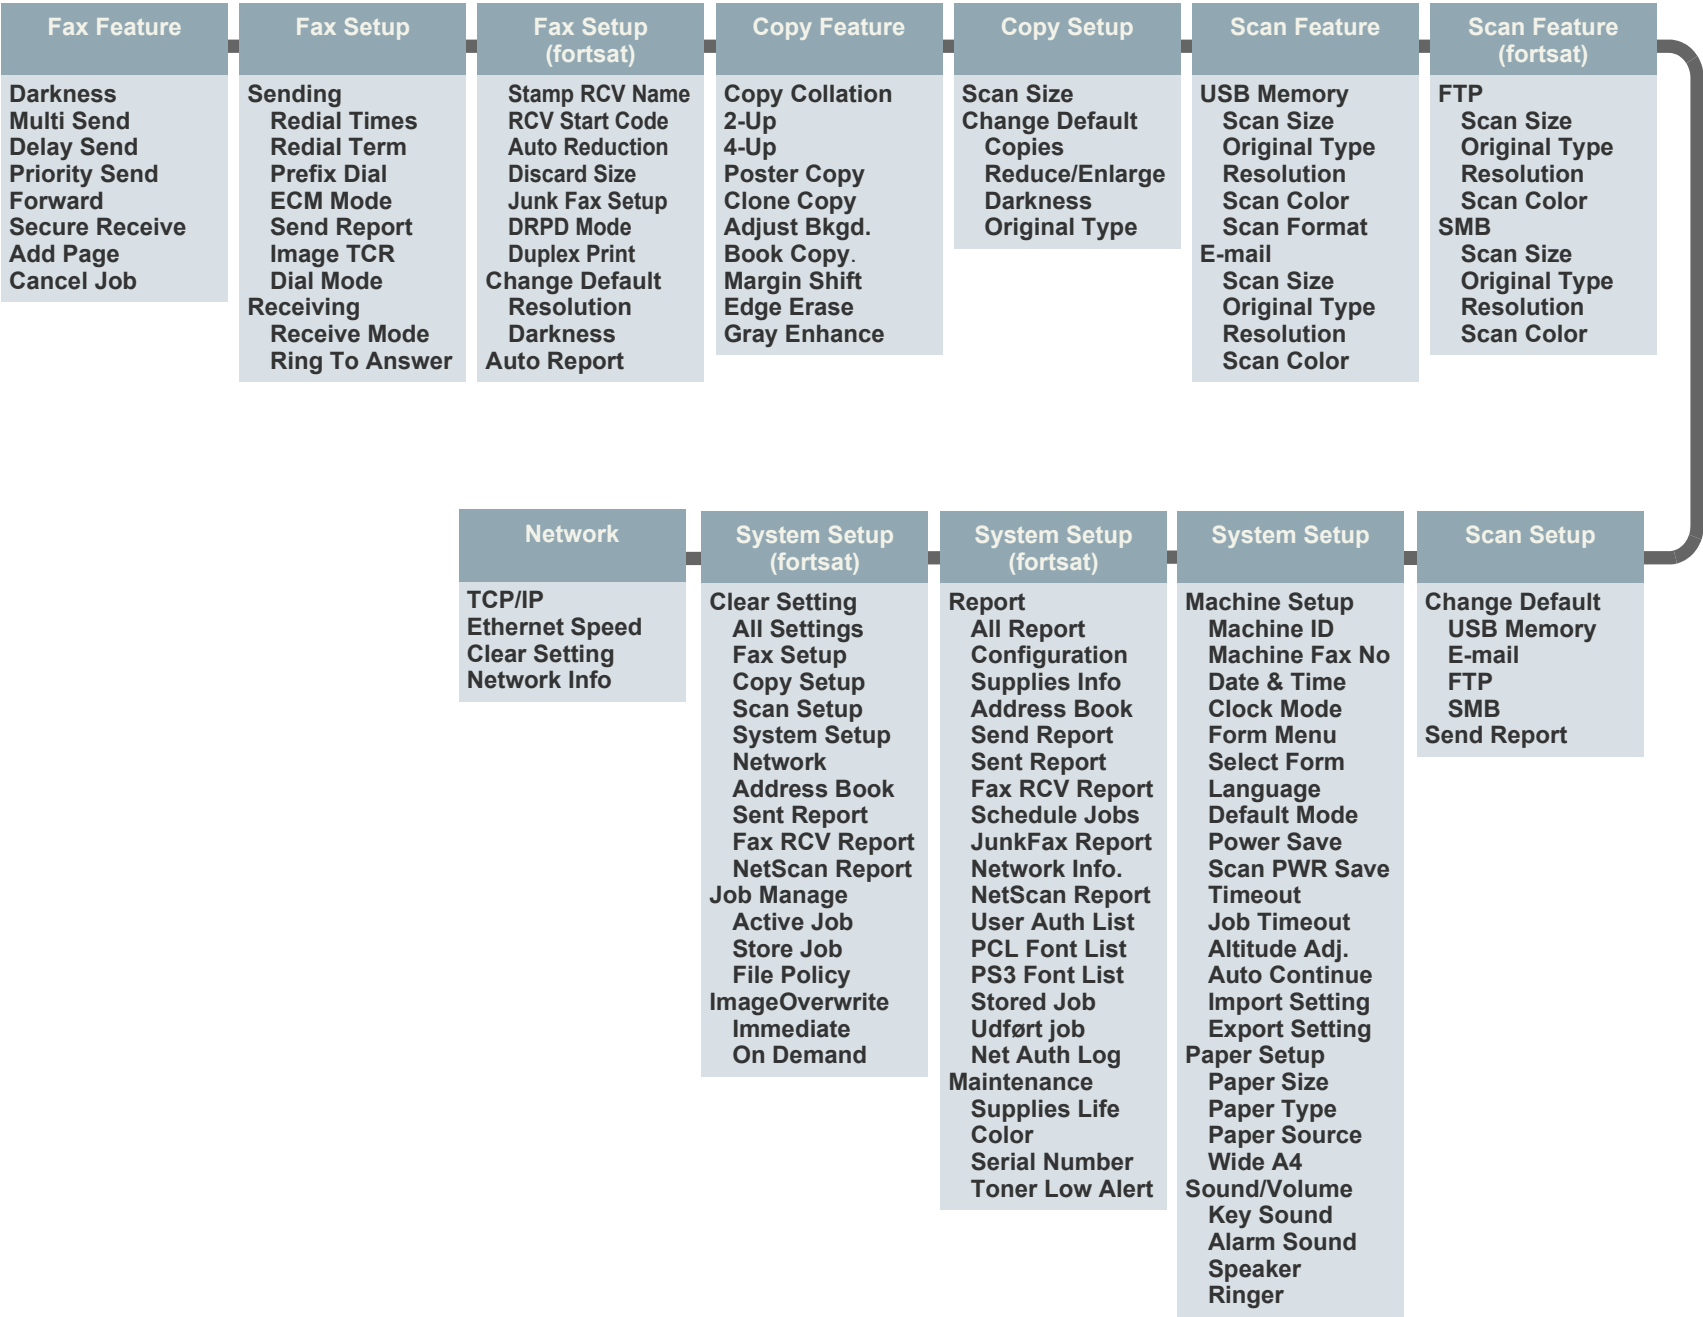 Fax Feature
Darkness
Multi Send
Delay Send
Priority Send
Forward
Secure Receive
Add Page
Cancel Job
Fax Setup
Sending
Redial Times
Redial Term
Prefix Dial
ECM Mode
Send Report
Image TCR
Dial Mode
Receiving
Receive Mode
Ring To Answer
Fax Setup
(fortsat)
Stamp RCV Name
RCV Start Code
Auto Reduction
Discard Size
Junk Fax Setup
DRPD Mode
Duplex Print
Change Default
Resolution
Darkness
Auto Report
Copy Feature
Copy Collation
2-Up
4-Up
Poster Copy
Clone Copy
Adjust Bkgd.
Book Copy.
Margin Shift
Edge Erase
Gray Enhance
Copy Setup
Scan Size
Change Default
Copies
Reduce/Enlarge
Darkness
Original Type
Scan Feature
USB Memory
Scan Size
Original Type
Resolution
Scan Color
Scan Format
E-mail
Scan Size
Original Type
Resolution
Scan Color
Scan Feature
(fortsat)
FTP
Scan Size
Original Type
Resolution
Scan Color
SMB
Scan Size
Original Type
Resolution
Scan Color
Network
TCP/IP
Ethernet Speed
Clear Setting
Network Info
System Setup
(fortsat)
Clear Setting
All Settings
Fax Setup
Copy Setup
Scan Setup
System Setup
Network
Address Book
Sent Report
Fax RCV Report
NetScan Report
Job Manage
Active Job
Store Job
File Policy
ImageOverwrite
Immediate
On Demand
System Setup
(fortsat)
Report
All Report
Configuration
Supplies Info
Address Book
Send Report
Sent Report
Fax RCV Report
Schedule Jobs
JunkFax Report
Network Info.
NetScan Report
User Auth List
PCL Font List
PS3 Font List
Stored Job
Udført job
Net Auth Log
Maintenance
Supplies Life
Color
Serial Number
Toner Low Alert
System Setup
Machine Setup
Machine ID
Machine Fax No
Date & Time
Clock Mode
Form Menu
Select Form
Language
Default Mode
Power Save
Scan PWR Save
Timeout
Job Timeout
Altitude Adj.
Auto Continue
Import Setting
Export Setting
Paper Setup
Paper Size
Paper Type
Paper Source
Wide A4
Sound/Volume
Key Sound
Alarm Sound
Speaker
Ringer
Scan Setup
Change Default
USB Memory
E-mail
FTP
SMB
Send Report